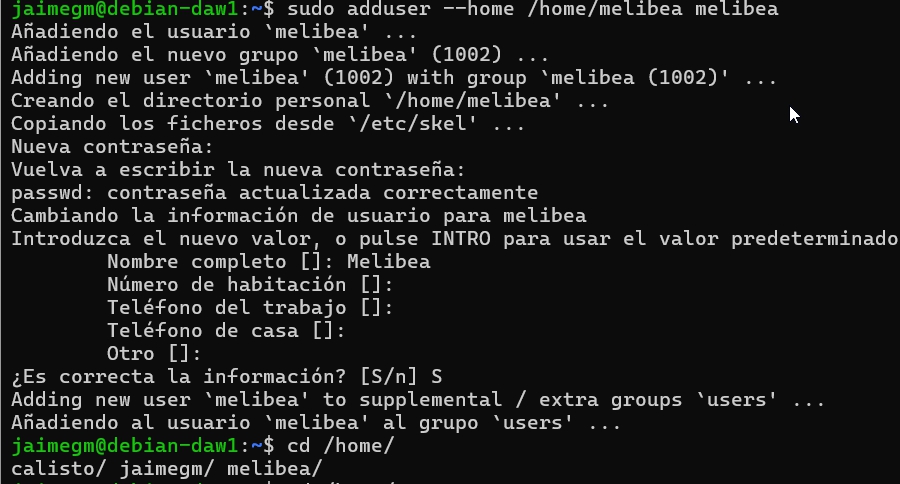 jaimegm@debian-daw1:~$ sudo adduser --home /home/melibea melibea
Añadiendo el usuario `melibea' ...
Añadiendo el nuevo grupo `melibea' (1002) ...
Adding new user `melibea' (1002) with group `melibea (1002)' ...
Creando el directorio personal `/home/melibea' ...
Copiando los ficheros desde `/etc/skel' ...
Nueva contraseña:
Vuelva a escribir la nueva contraseña:
passwd: contraseña actualizada correctamente
Cambiando la información de usuario para melibea
Introduzca el nuevo valor, o pulse INTRO para usar el valor predeterminado
        Nombre completo []: Melibea
        Número de habitación []:
        Teléfono del trabajo []:
        Teléfono de casa []:
        Otro []:
¿Es correcta la información? [S/n] S
Adding new user `melibea' to supplemental / extra groups `users' ...
Añadiendo al usuario `melibea' al grupo `users' ...
jaimegm@debian-daw1:~$ cd /home/
calisto/ jaimegm/ melibea/